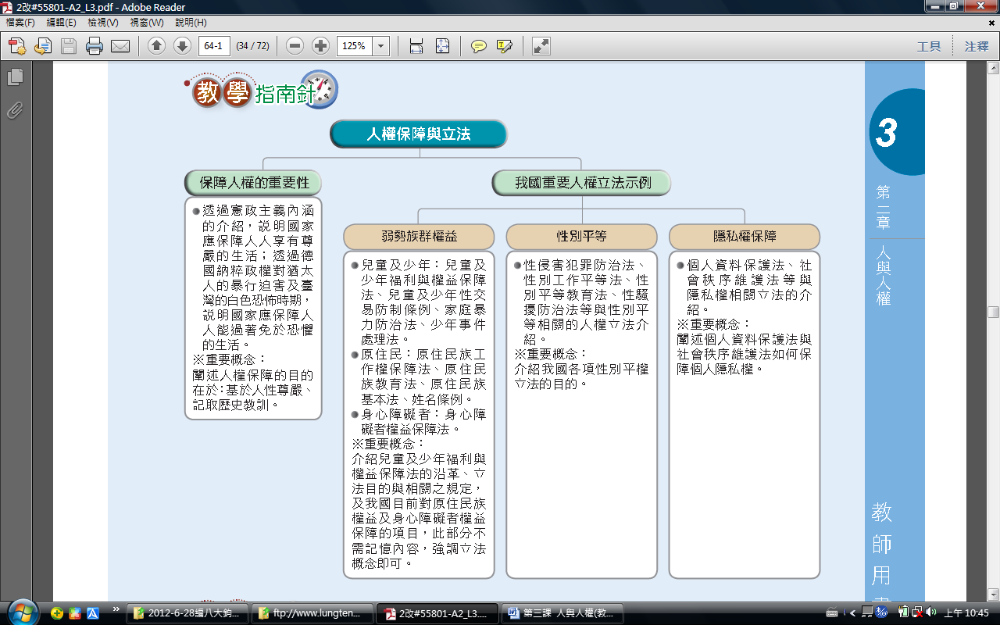 2改#55801-A2_L3.pdf - Adobe Reader
檔案(F) 編輯(E) 檢視(V) 視窗(W) 說明(H)
64-1 (34 / 72) 125% 工具 注釋
教學指南針
人權保障與立法
保障人權的重要性
透過憲政主義內涵
的介紹，說明國家
應保障人人享有尊
嚴的生活；透過德
國納粹政權對猶太
人的暴行迫害及臺
灣的白色恐怖時期，
說明國家應保障人
人能過著免於恐懼
的生活。
※重要概念：
闡述人權保障的目的
在於：基於人性尊嚴、
記取歷史教訓。
我國重要人權立法示例
弱勢族群權益
兒童及少年：兒童及
少年福利與權益保障
法、兒童及少年性交
易防制條例、家庭暴
力防治法、少年事件
處理法。
原住民：原住民族工
作權保障法、原住民
族教育法、原住民族
基本法、姓名條例。
身心障礙者：身心障
礙者權益保障法。
※重要概念：
介紹兒童及少年福利與
權益保障法的沿革、立
法目的與相關之規定，
及我國目前對原住民族
權益及身心障礙者權益
保障的項目，此部分不
需記憶內容，強調立法
概念即可。
性別平等
性侵害犯罪防治法、
性別工作平等法、性
別平等教育法、性騷
擾防治法等與性別平
等相關的人權立法介
紹。
※重要概念：
介紹我國各項性別平權
立法的目的。
隱私權保障
個人資料保護法、社
會秩序維護法等與
隱私權相關立法的介
紹。
※重要概念：
闡述個人資料保護法與
社會秩序維護法如何保
障個人隱私權。
3
第三章
人與人權
教師用
2012-6-28編八大鈎...
ftp://www.lungten...
2改#55801-A2_L3....
第三課 人與人權(教...
上午 10:45